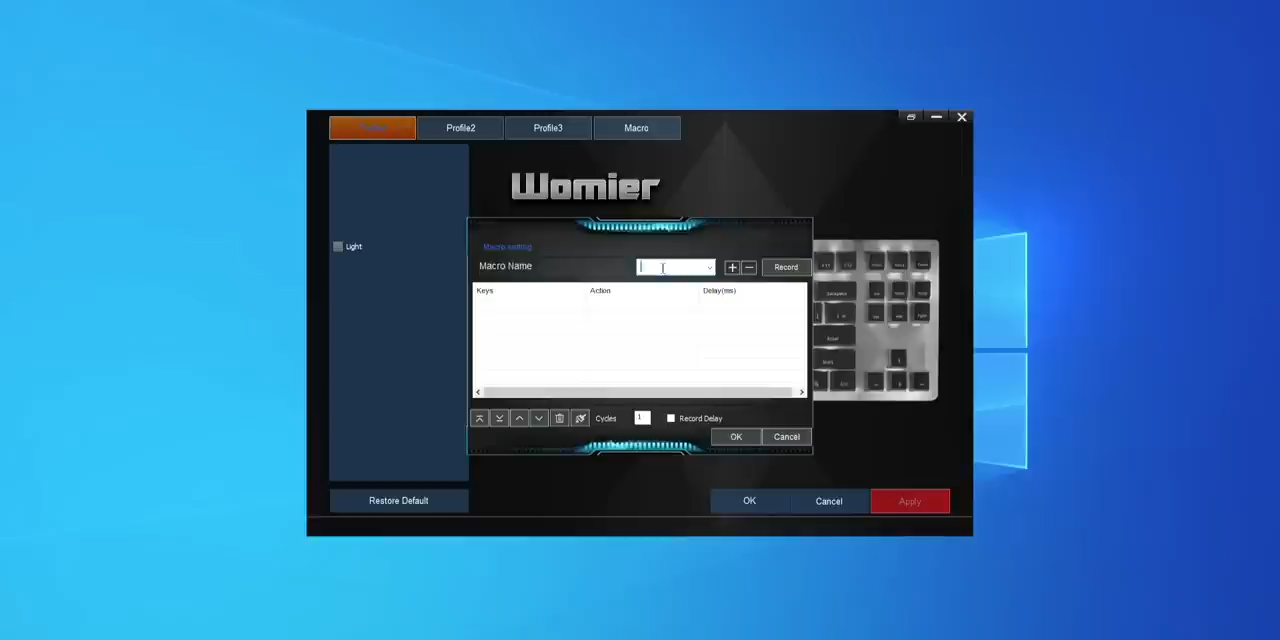 Profile2 Profile3 Macro
Womier
Light
Macro setting
Macro Name
Record
Keys Action Delay(ms)
Cycles 1 Record Delay
OK Cancel
Restore Default
OK Cancel Apply